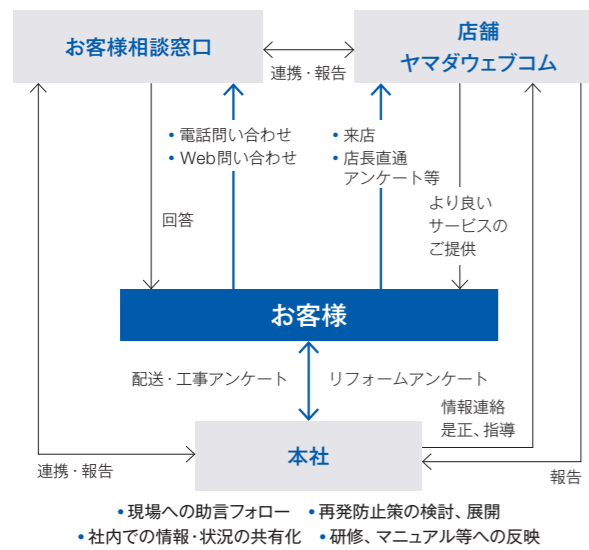 お客様相談窓口
店舗
ヤマダウェブコム
連携・報告
• 電話問い合わせ
• Web問い合わせ
• 来店
• 店長直通
アンケート等
回答
より良い
サービスの
ご提供
お客様
配送・工事アンケート
リフォームアンケート
情報連絡
是正、指導
本社
連携・報告
報告
• 現場への助言フォロー • 再発防止策の検討、展開
• 社内での情報・状況の共有化 • 研修、マニュアル等への反映